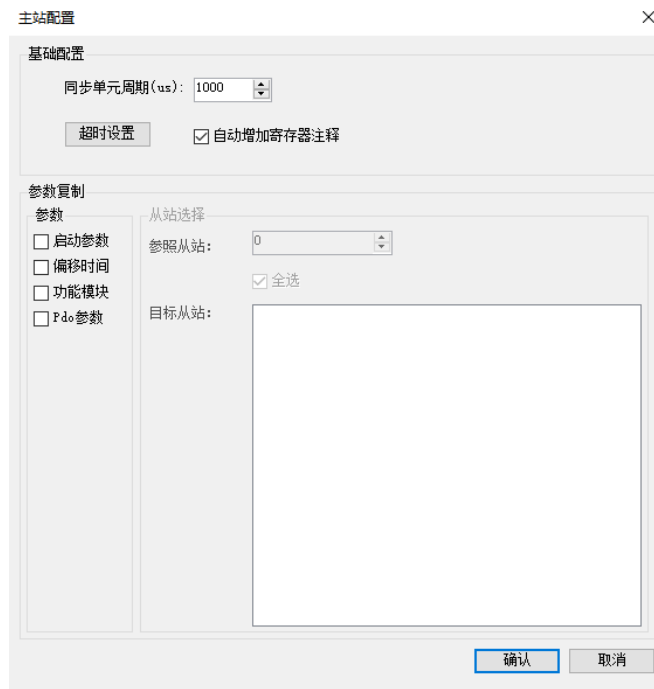 主站配置
基础配置
同步单元周期(us): 1000
超时设置 自动增加寄存器注释
参数复制
参数 从站选择
启动参数 参照从站: 0
偏移时间 全选
功能模块
Pdo参数 目标从站:
确认 取消